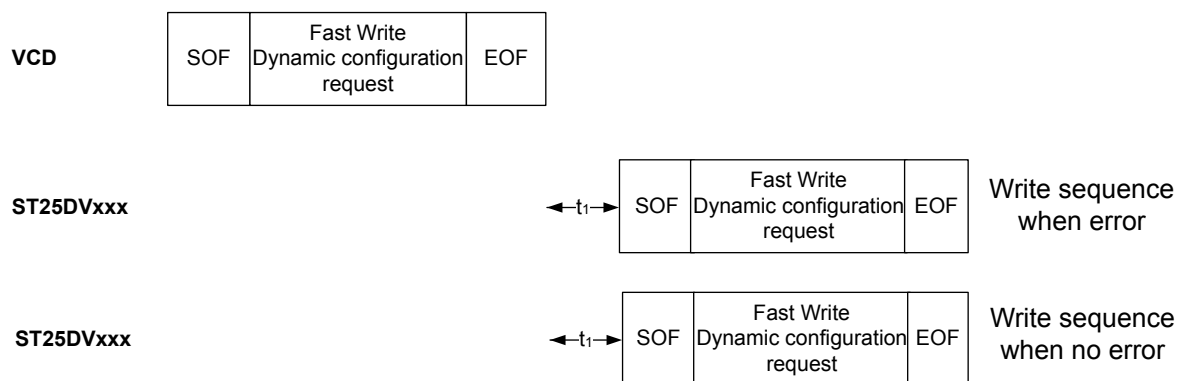 VCD
SOF
Fast Write
Dynamic configuration
request
EOF
ST25DVxxx
t1
SOF
Fast Write
Dynamic configuration
request
EOF
Write sequence
when error
ST25DVxxx
t1
SOF
Fast Write
Dynamic configuration
request
EOF
Write sequence
when no error